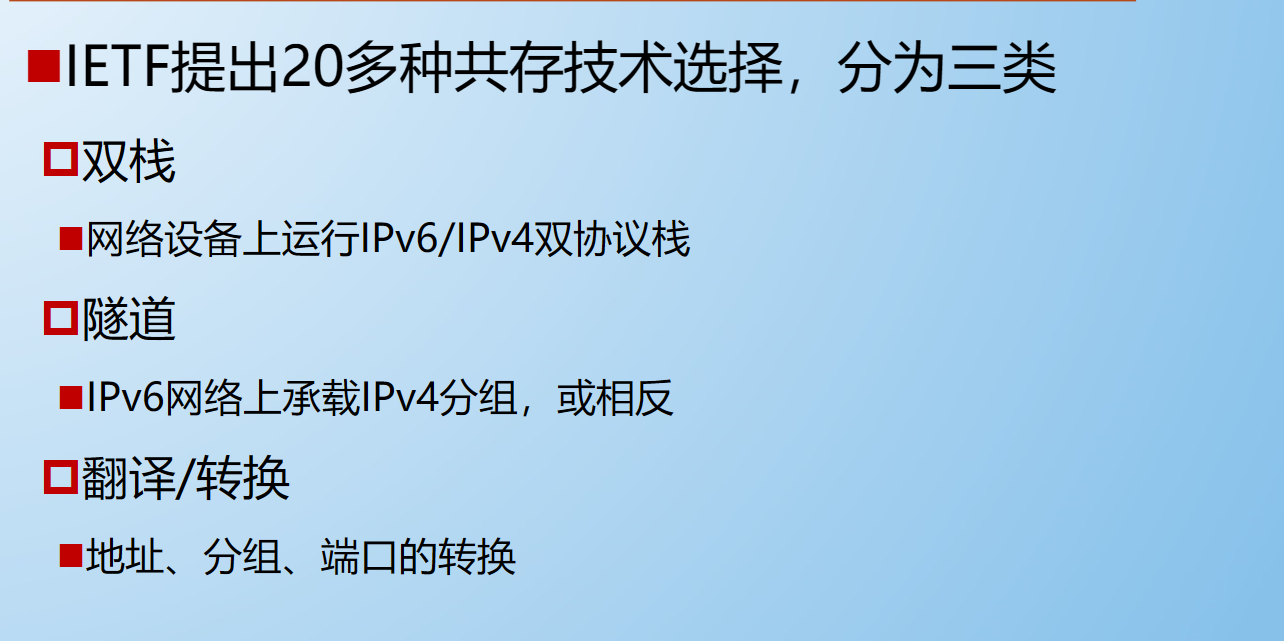 IETF提出20多种共存技术选择，分为三类
双栈
网络设备上运行IPv6/IPv4双协议栈
隧道
IPv6网络上承载IPv4分组，或相反
翻译/转换
地址、分组、端口的转换